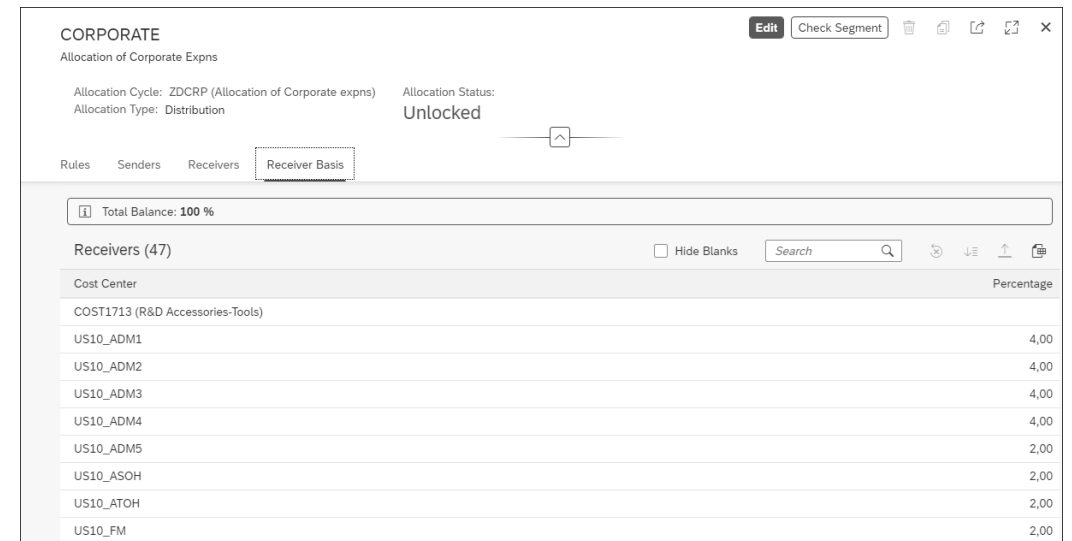 CORPORATE
Edit Check Segment
Allocation of Corporate Expns
Allocation Cycle: ZDCRP (Allocation of Corporate expns) Allocation Status:
Allocation Type: Distribution Unlocked
Rules Senders Receivers Receiver Basis
Total Balance: 100 %
Receivers (47) Hide Blanks Search
Cost Center Percentage
COST1713 (R&D Accessories-Tools)
US10_ADM1 4,00
US10_ADM2 4,00
US10_ADM3 4,00
US10_ADM4 4,00
US10_ADM5 2,00
US10_ASOH 2,00
US10_ATOH 2,00
US10_FM 2,00